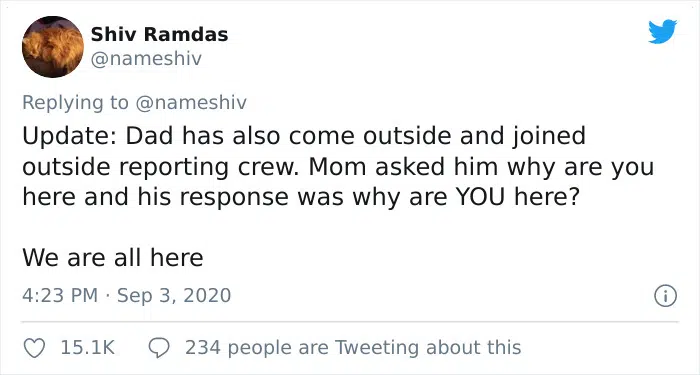 Shiv Ramdas
@nameshiv
Replying to @nameshiv
Update: Dad has also come outside and joined
outside reporting crew. Mom asked him why are you
here and his response was why are YOU here?
We are all here
4:23 PM · Sep 3, 2020
15.1K 234 people are Tweeting about this